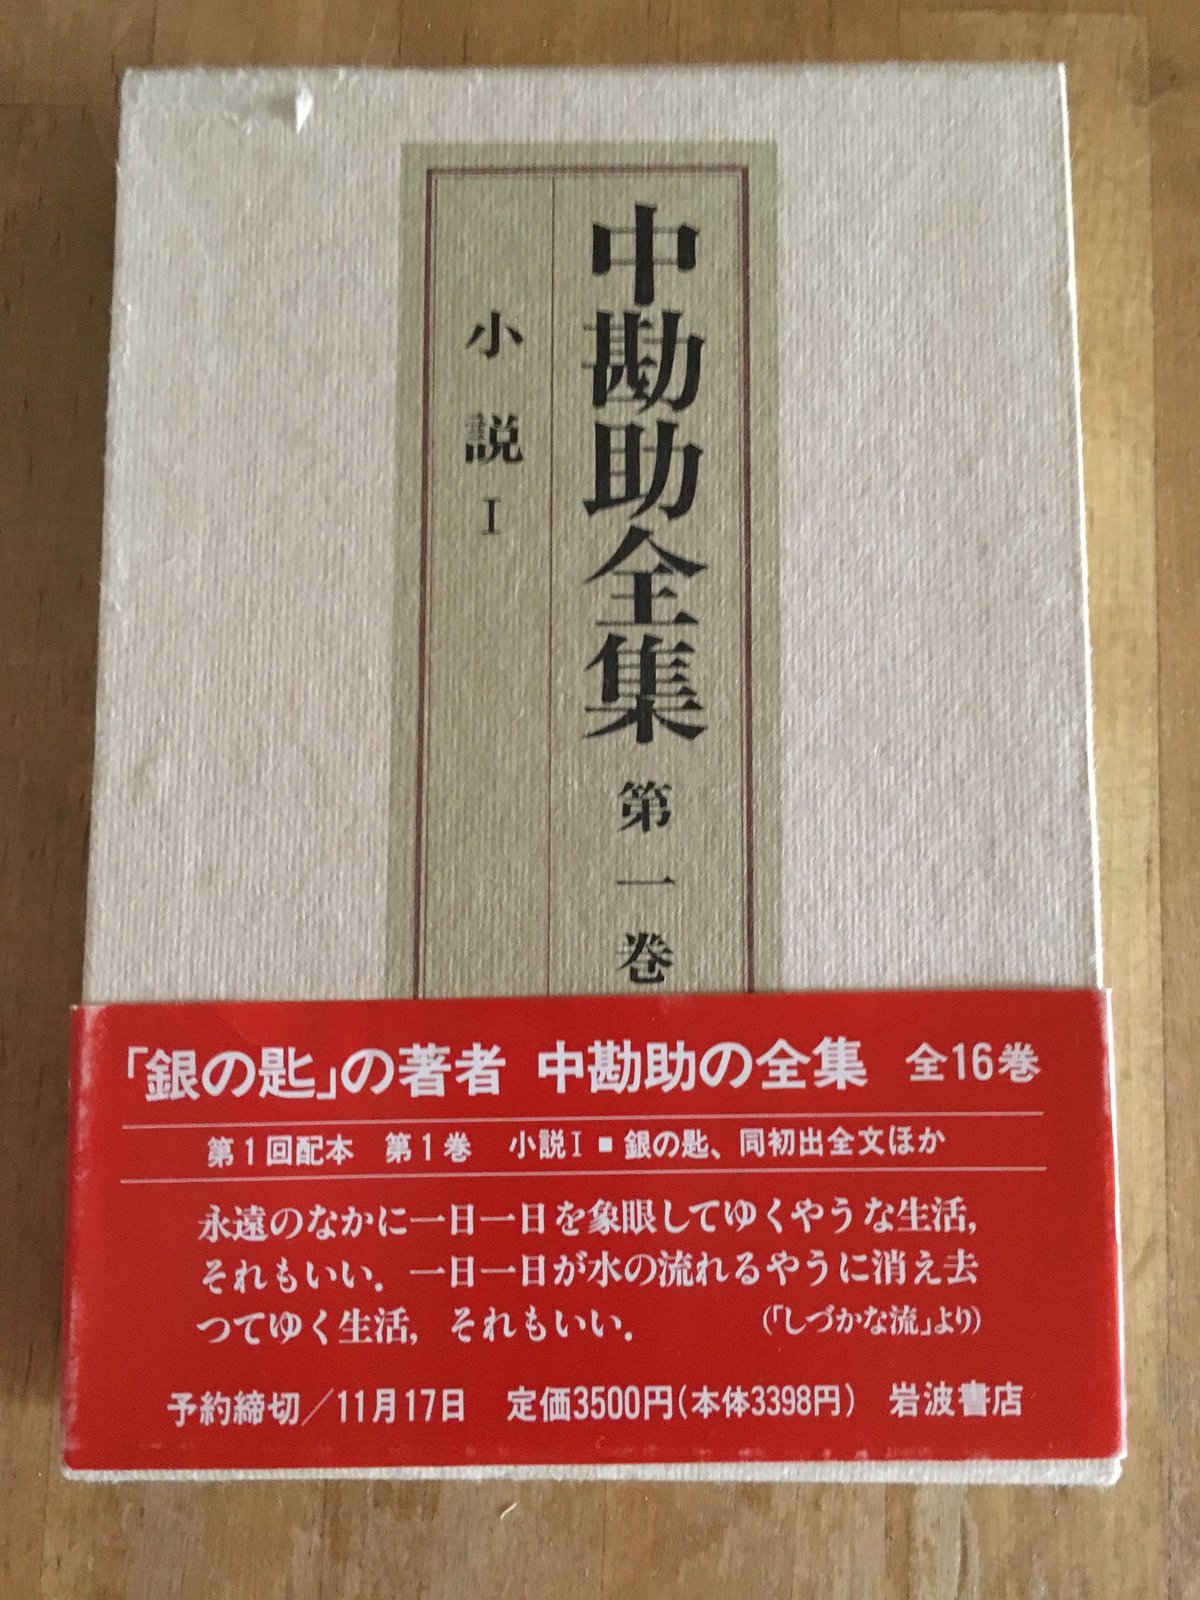 中勘助全集 第一巻
小説 I
「銀の匙」の著者 中勘助の全集 全16巻
第1回配本 第1巻 小説I■銀の匙、同初出全文ほか
永遠のなかに一日一日を象眼してゆくやうな生活,
それもいい. 一日一日が水の流れるやうに消え去
つてゆく生活, それもいい. (「しづかな流」より)
予約締切/11月17日 定価3500円(本体3398円) 岩波書店